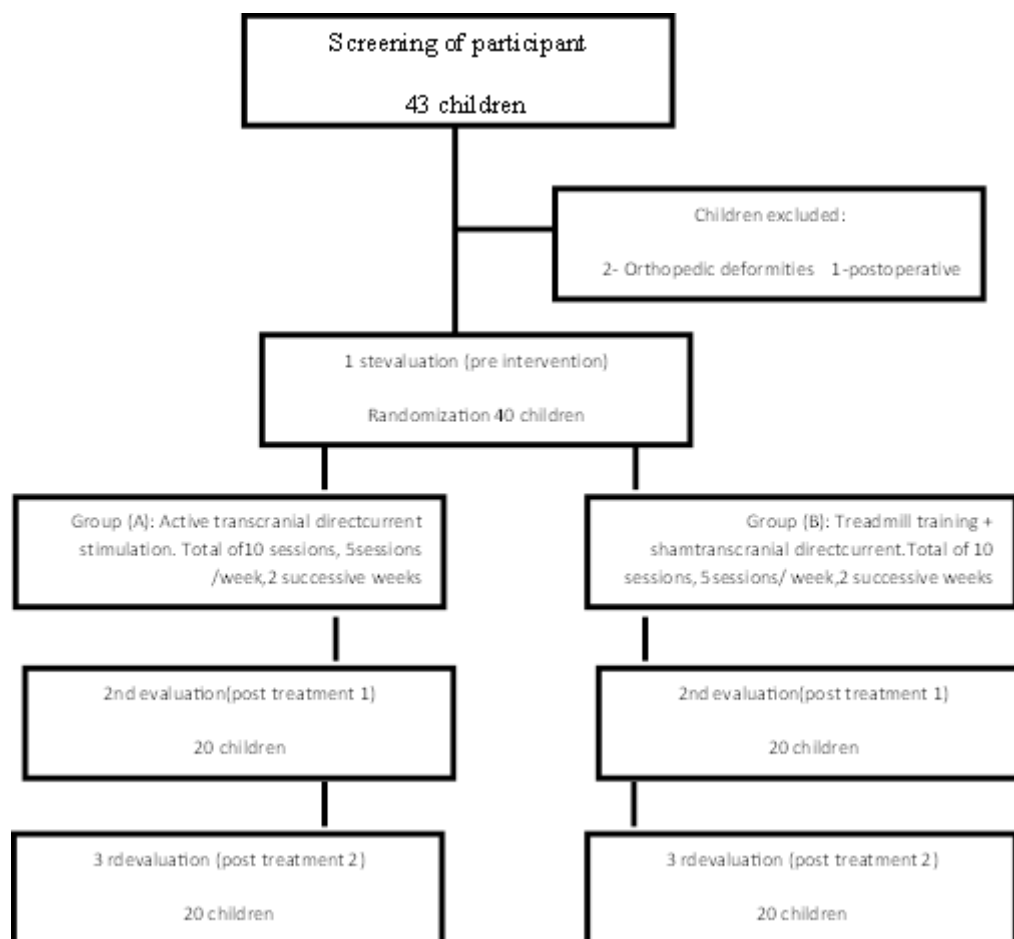 Screening of participant
43 children
Children excluded:
2- Orthopedic deformities 1-postoperative
1 stevaluation (pre intervention)
Randomization 40 children
Group (A): Active transcranial directcurrent
stimulation. Total of10 sessions, 5sessions
/week,2 successive weeks
Group (B): Treadmill training +
shamtranscranial directcurrent.Total of 10
sessions, 5sessions/ week,2 successive weeks
2nd evaluation(post treatment 1)
20 children
2nd evaluation(post treatment 1)
20 children
3 rdevaluation (post treatment 2)
20 children
3 rdevaluation (post treatment 2)
20 children